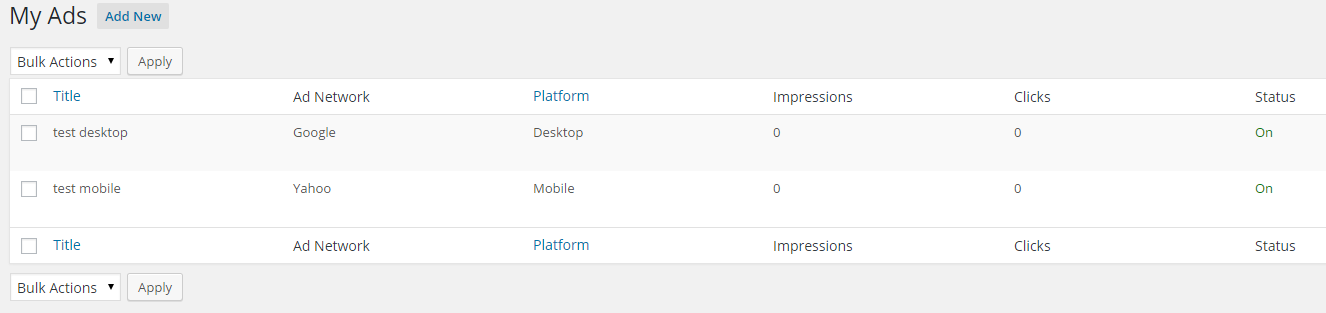 My Ads Add New
Bulk Actions Apply
Title Ad Network Platform Impressions Clicks Status
test desktop Google Desktop 0 0 On
test mobile Yahoo Mobile 0 0 On
Title Ad Network Platform Impressions Clicks Status
Bulk Actions Apply